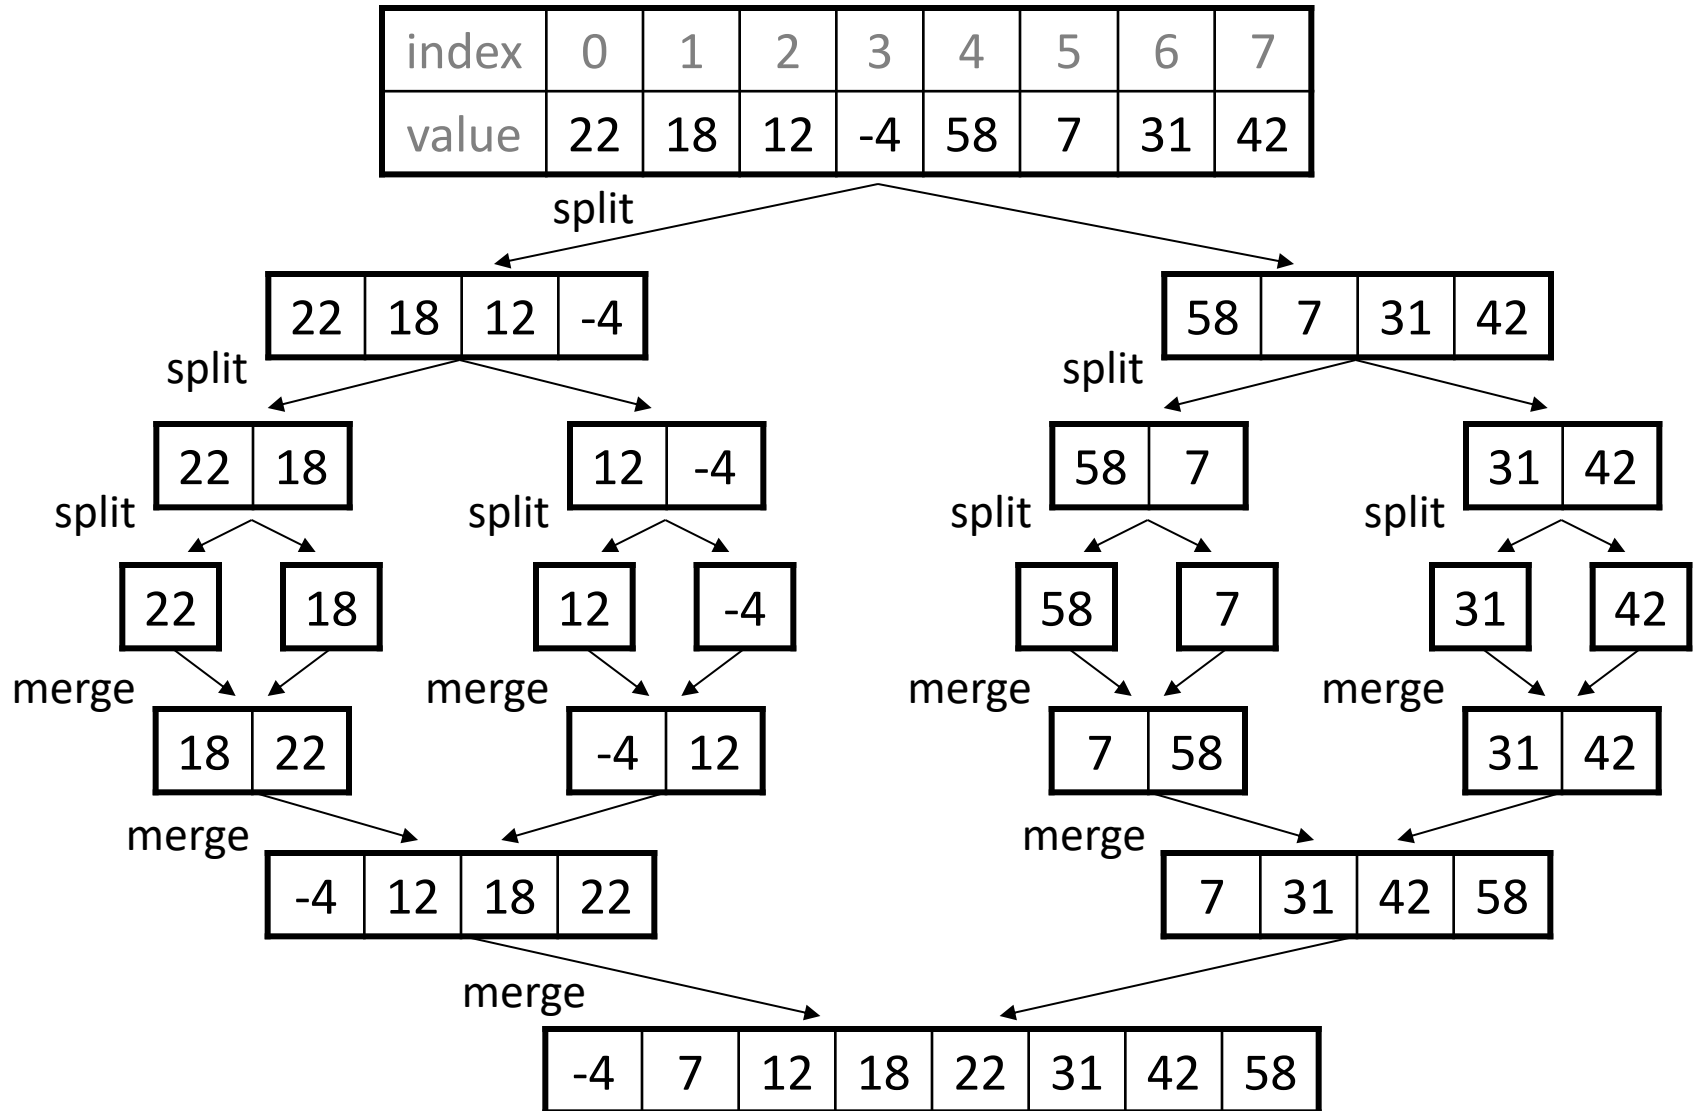 index 0 1 2 3 4 5 6 7
value 22 18 12 -4 58 7 31 42
split
22 18 12 -4 58 7 31 42
split split
22 18 12 -4 58 7 31 42
split split split split
22 18 12 -4 58 7 31 42
merge merge merge merge
18 22 -4 12 7 58 31 42
merge merge
-4 12 18 22 7 31 42 58
merge
-4 7 12 18 22 31 42 58